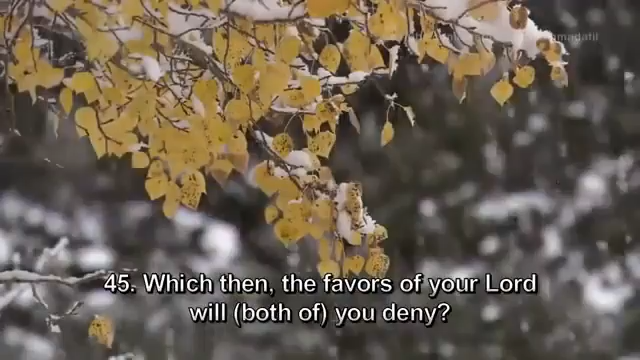 45. Which then, the favors of your Lord
will (both of) you deny?